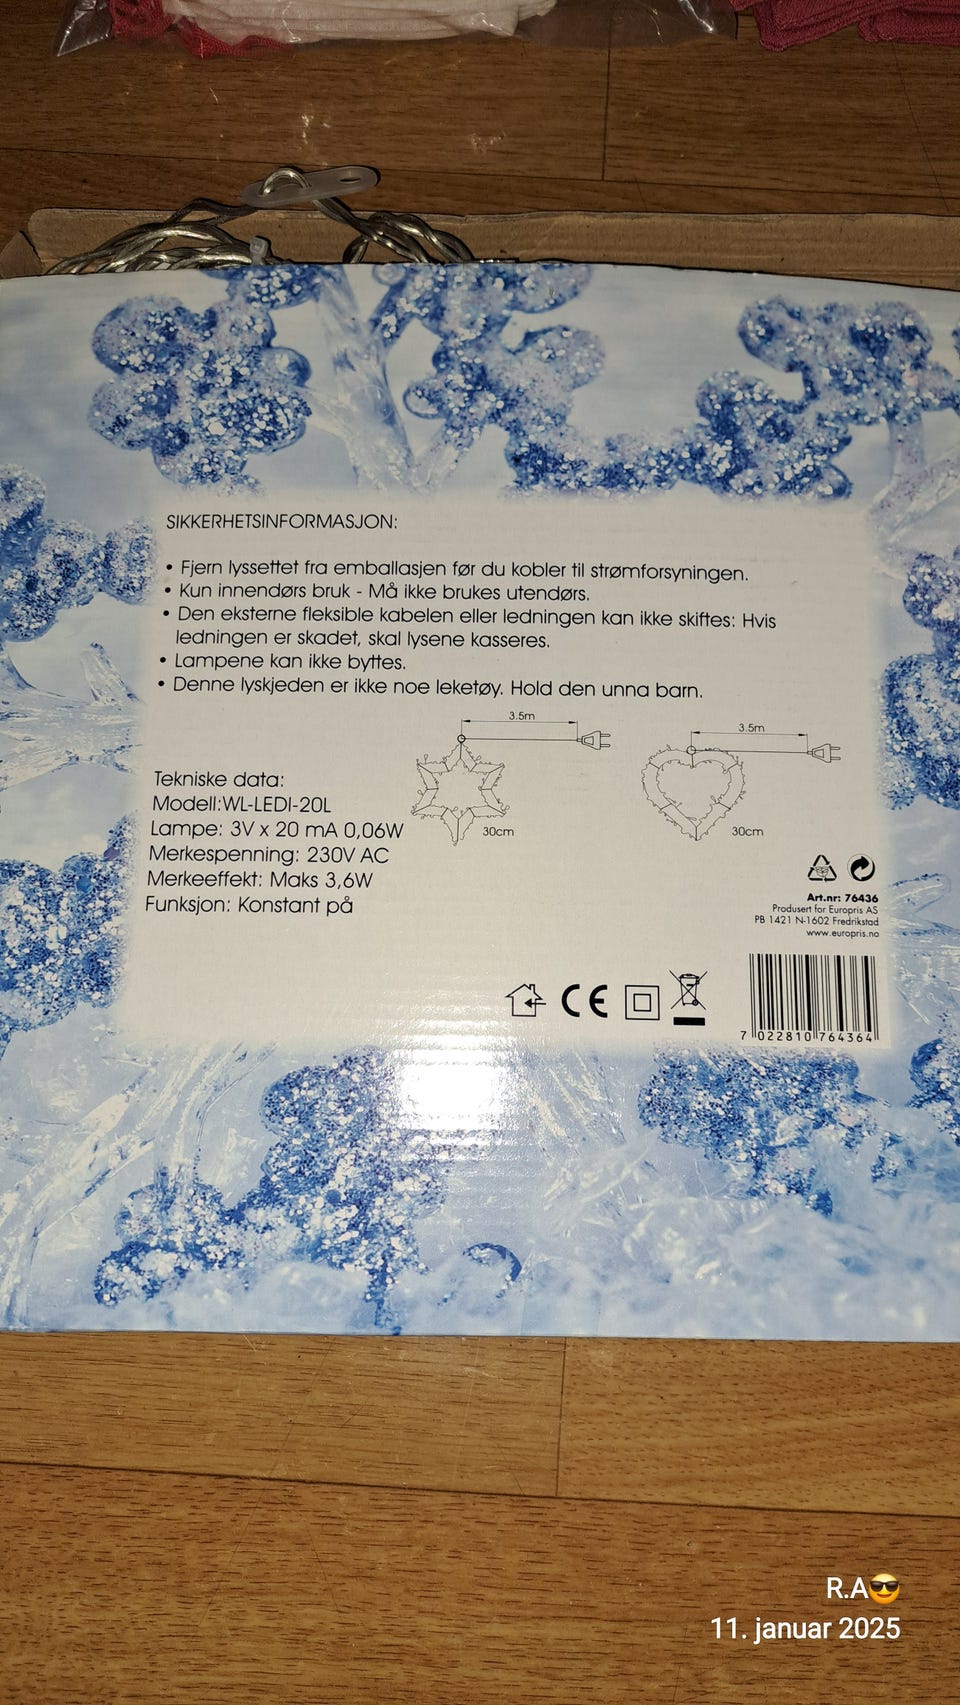 SIKKERHETSINFORMASJON:
• Fjern lyssettet fra emballasjen før du kobler til strømforsyningen.
• Kun innendørs bruk - Må ikke brukes utendørs.
• Den eksterne fleksible kabelen eller ledningen kan ikke skiftes: Hvis
ledningen er skadet, skal lysene kasseres.
• Lampene kan ikke byttes.
• Denne lyskjeden er ikke noe leketøy. Hold den unna barn.
3.5m
3.5m
30cm
30cm
Tekniske data:
Modell:WL-LEDI-20L
Lampe: 3V x 20 mA 0,06W
Merkespenning: 230V AC
Merkeeffekt: Maks 3,6W
Funksjon: Konstant på
Art.nr: 76436
Produsert for Europris AS
PB 1421 N-1602 Fredrikstad
www.europris.no
CE
7 022810 764364
R.A😎
11. januar 2025